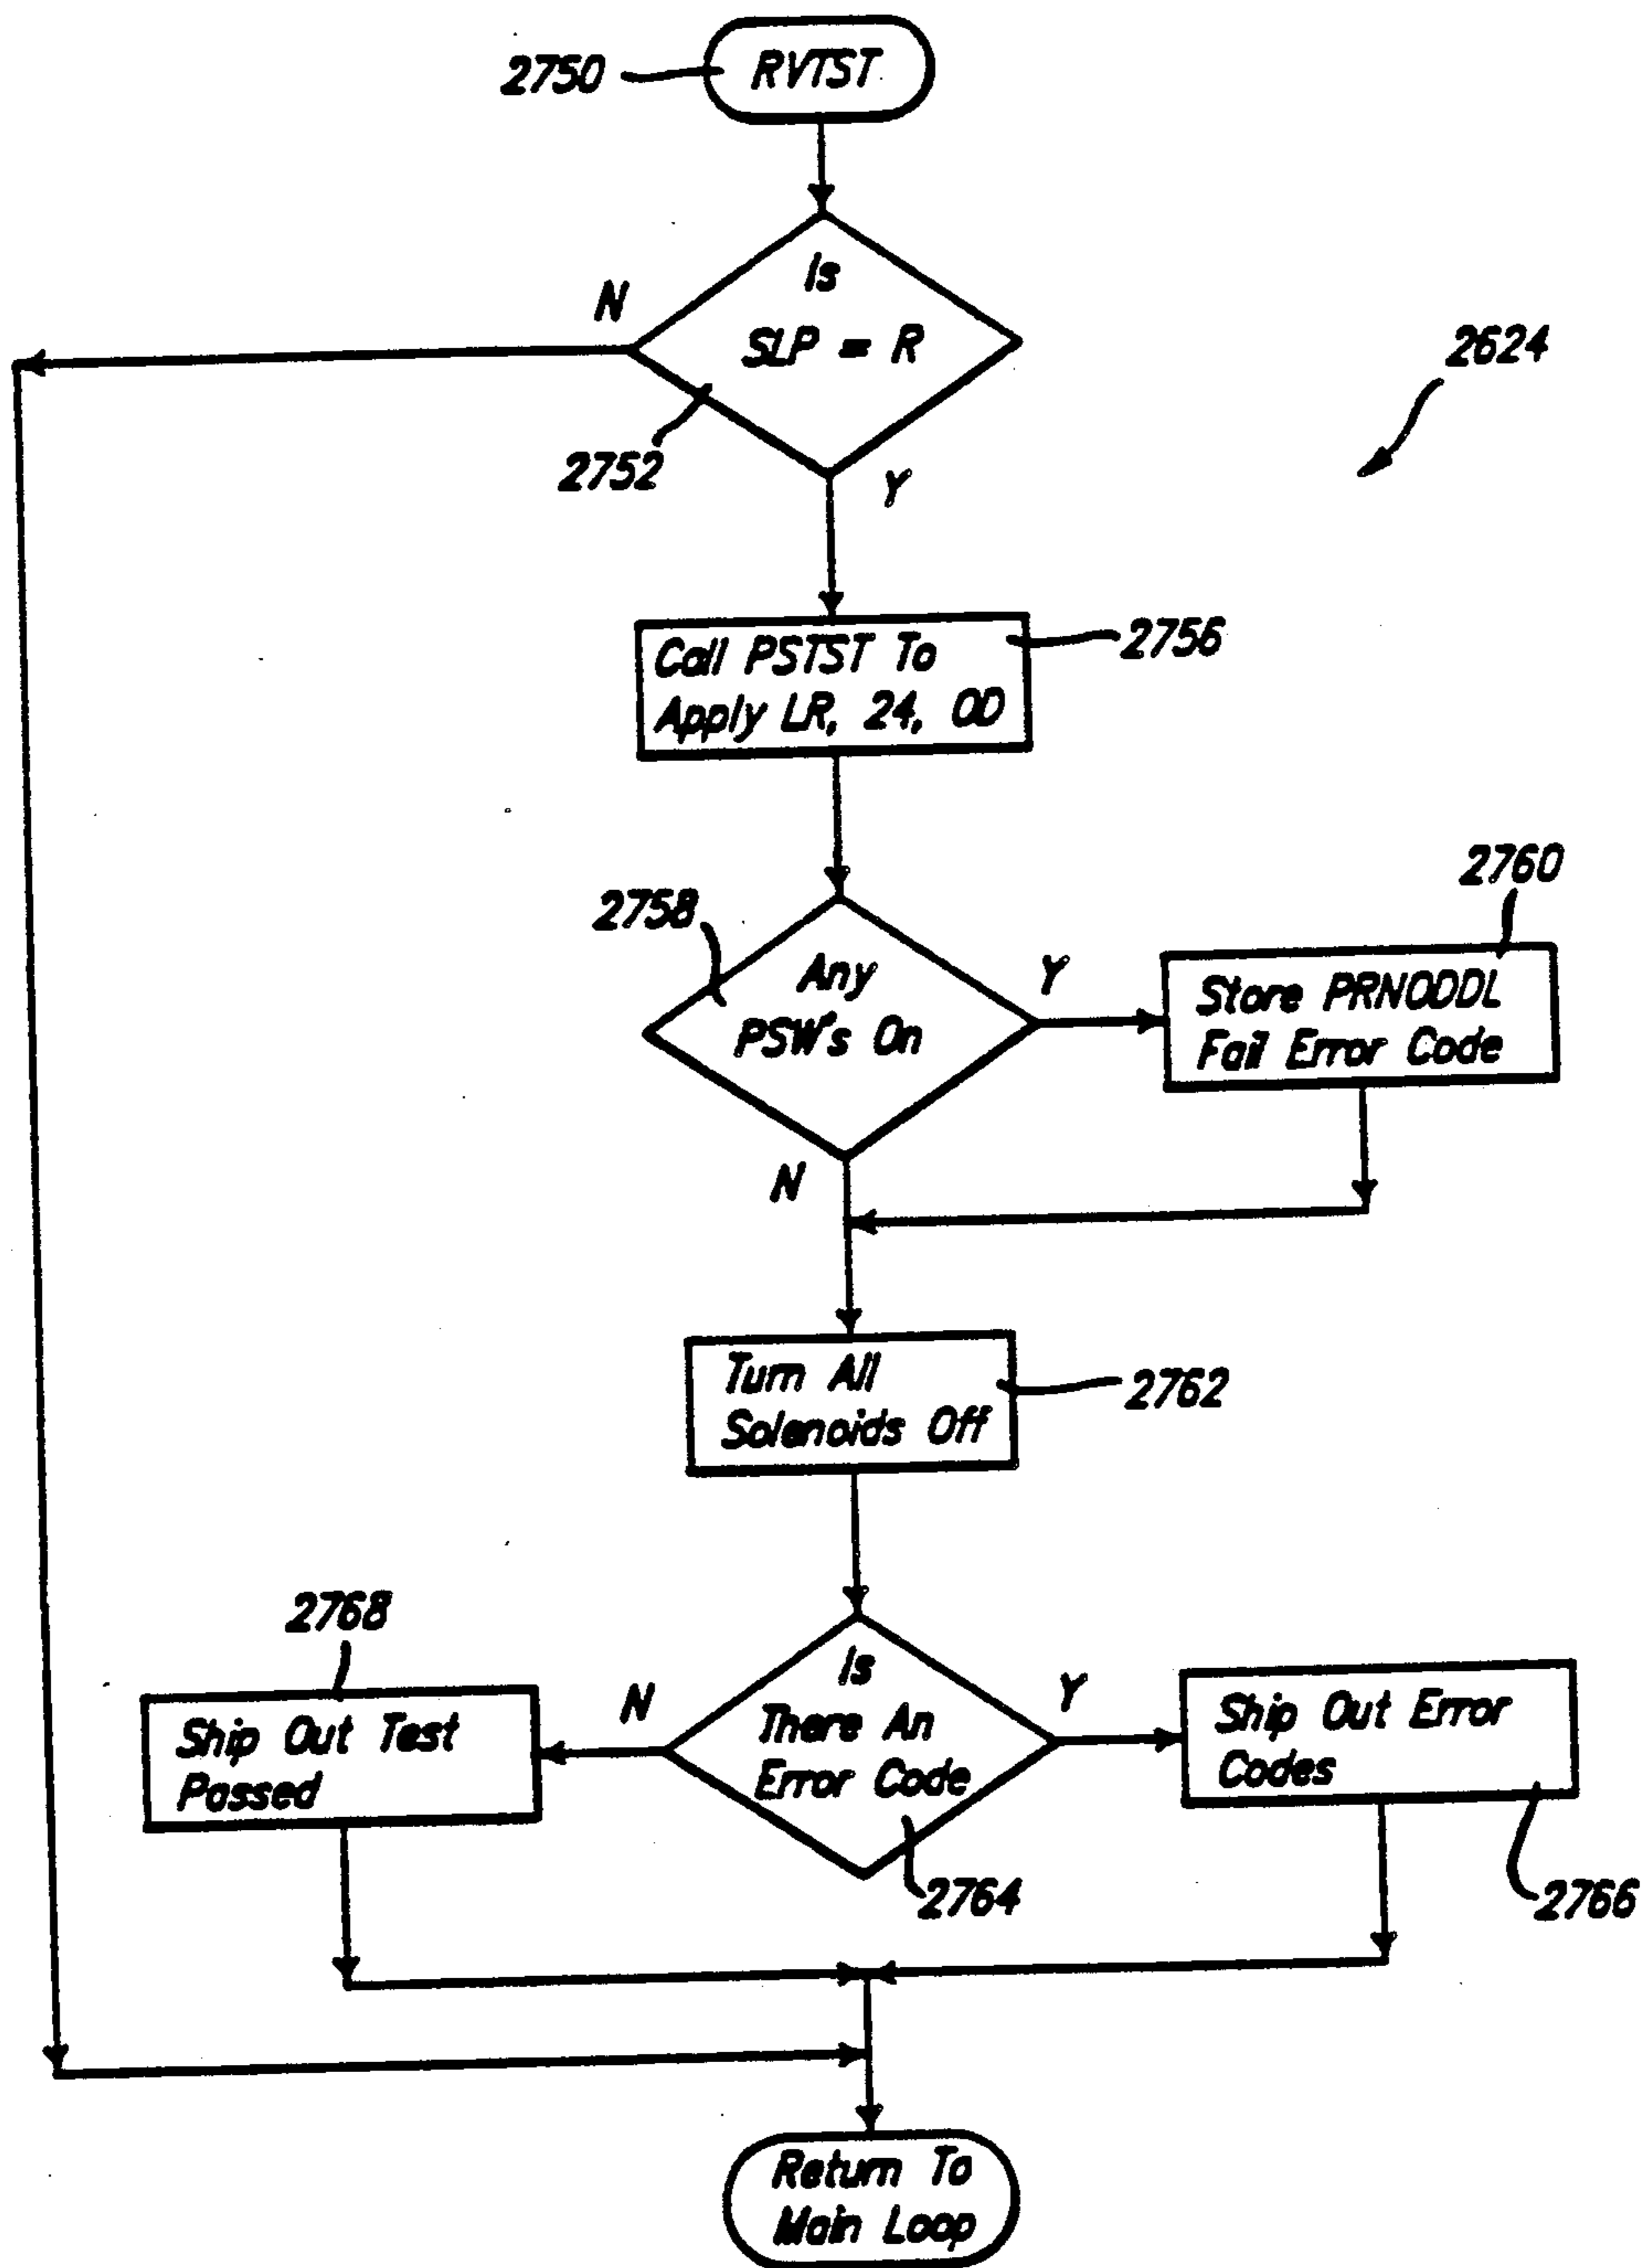 2750
RVTST
Is
SLP = R
N
2752
Y
2624
Call PSTST To
Apply LR, 24, OD
2756
2758
Any
PSW's On
Y
N
2760
Store PRNODDL
Fail Error Code
Turn All
Solenoids Off
2762
2768
Ship Out Test
Passed
N
Is
There An
Error Code
Y
2764
Ship Out Error
Codes
2766
Return To
Main Loop